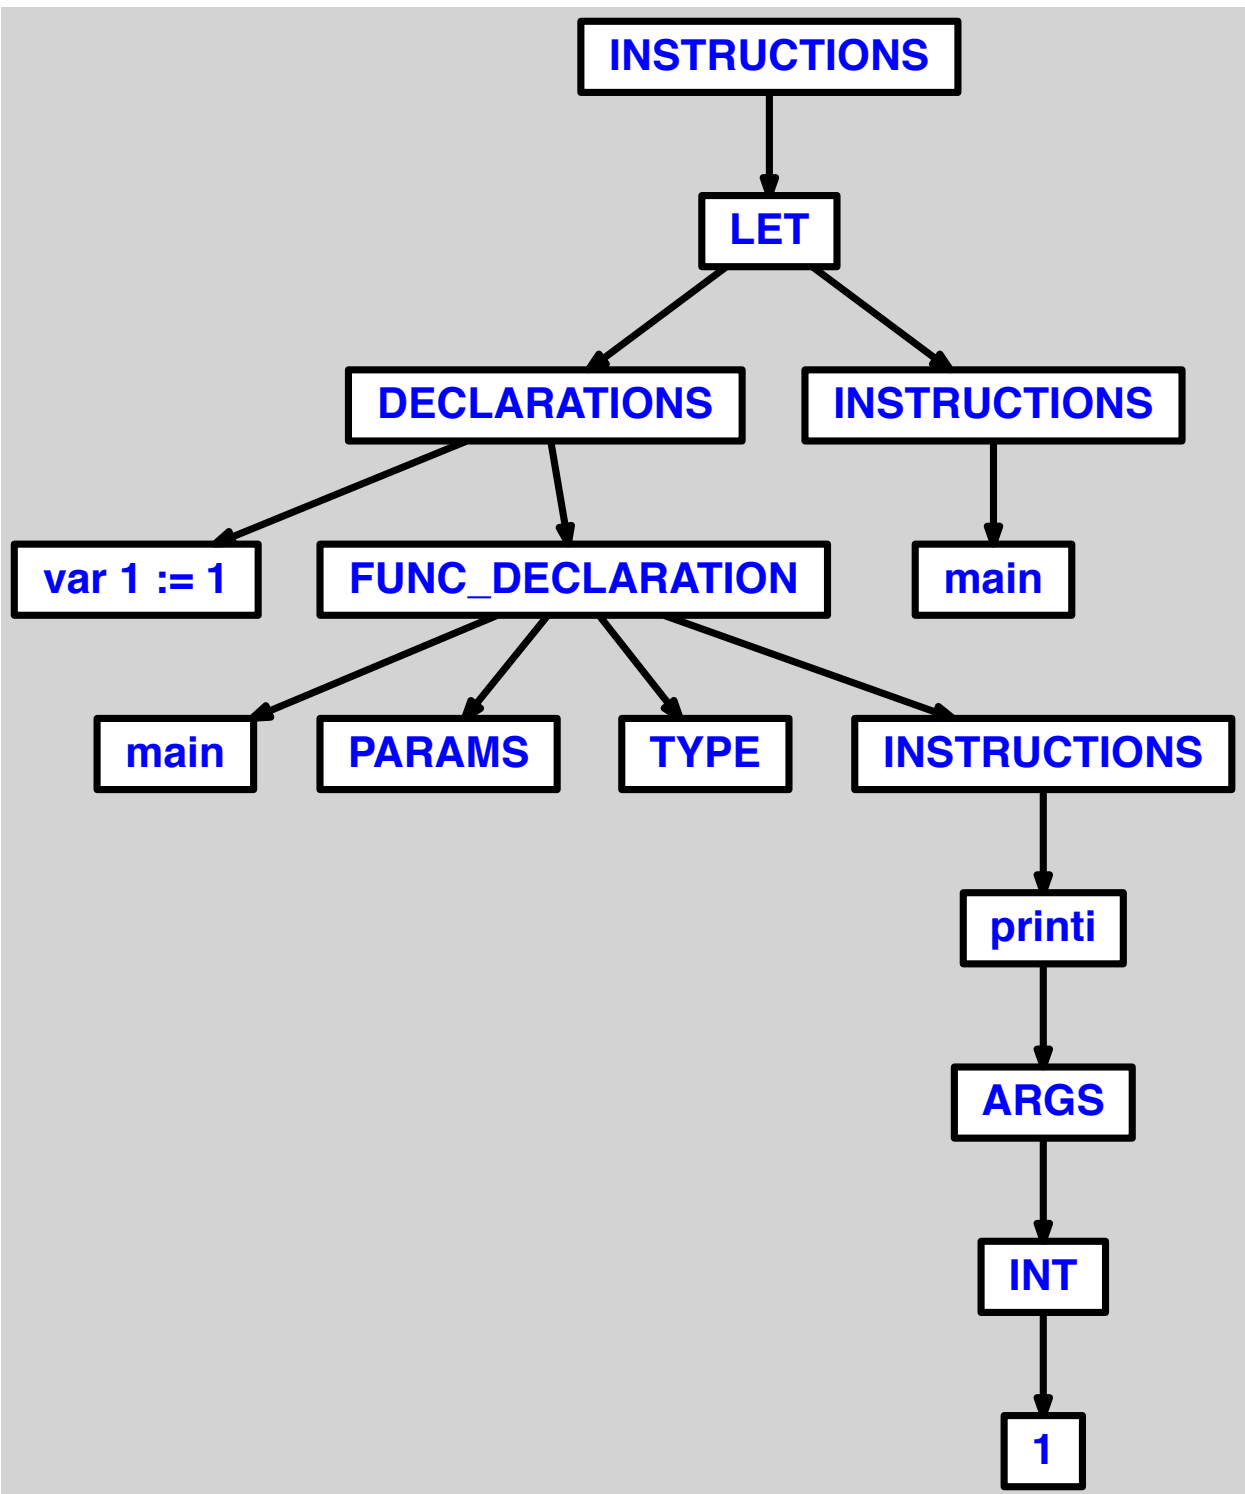 INSTRUCTIONS
LET
DECLARATIONS
INSTRUCTIONS
var 1 := 1
FUNC_DECLARATION
main
main
PARAMS
TYPE
INSTRUCTIONS
printi
ARGS
INT
1